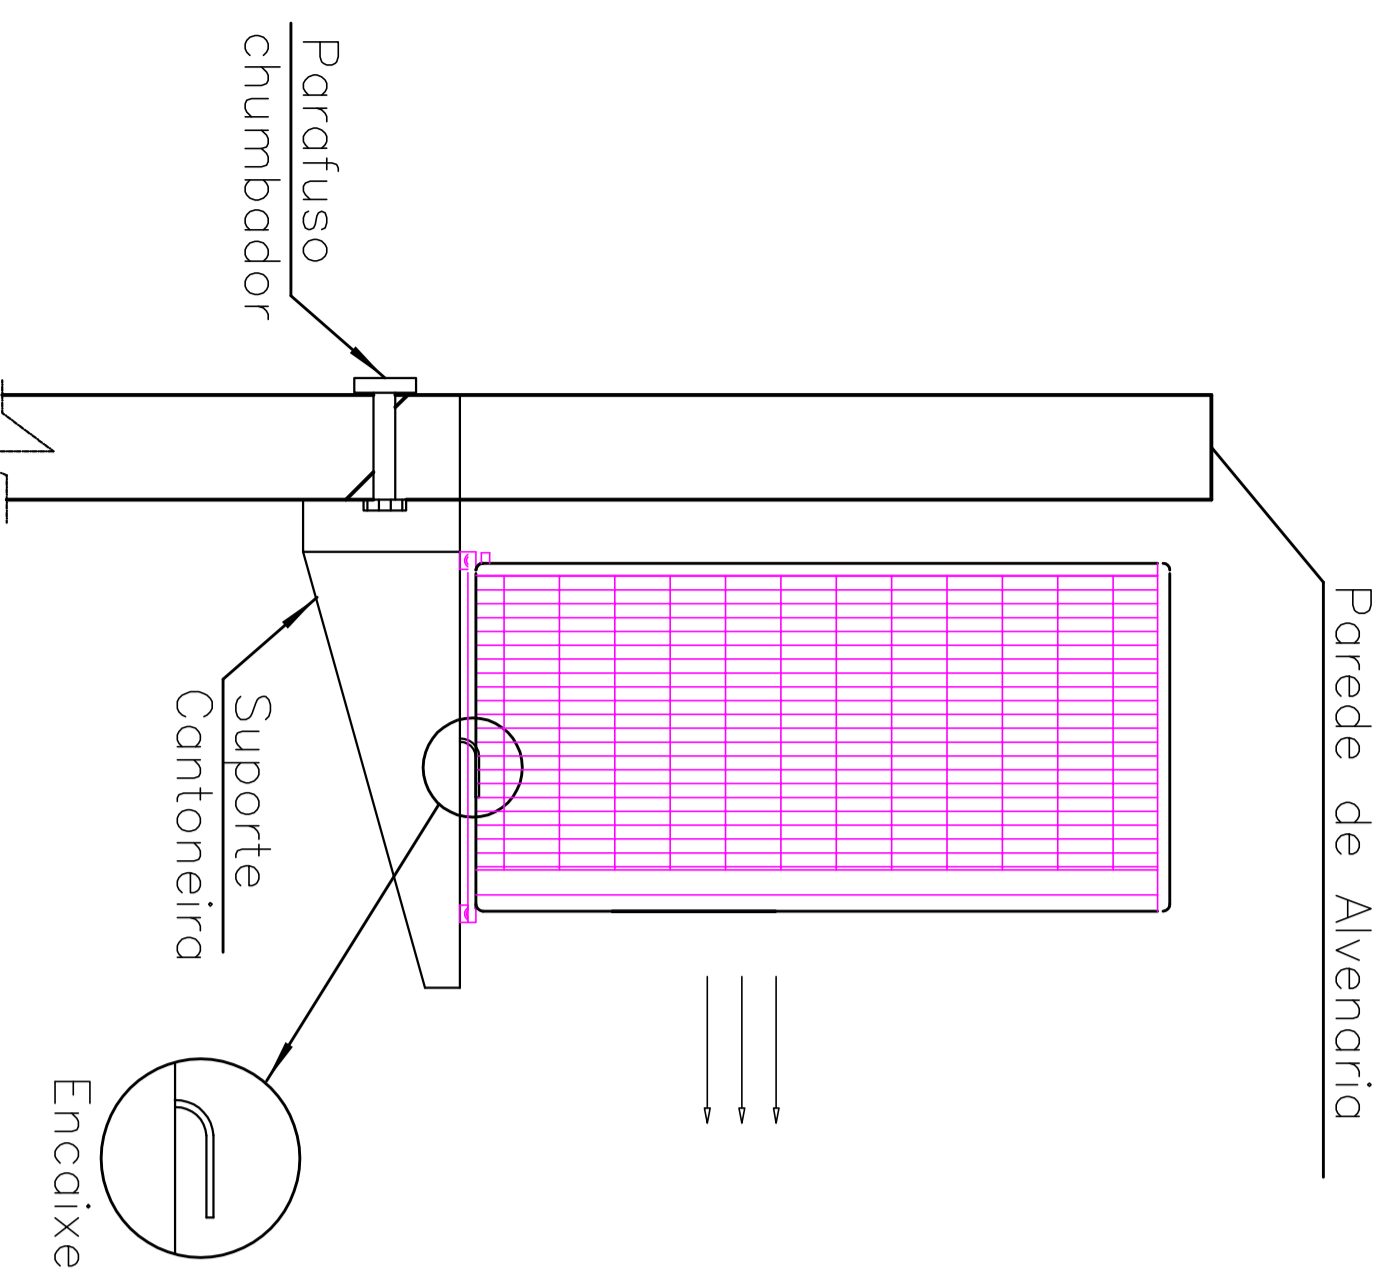 Parede de Alvenaria
Parafuso
chumbador
Suporte
Cantoneira
Encaixe